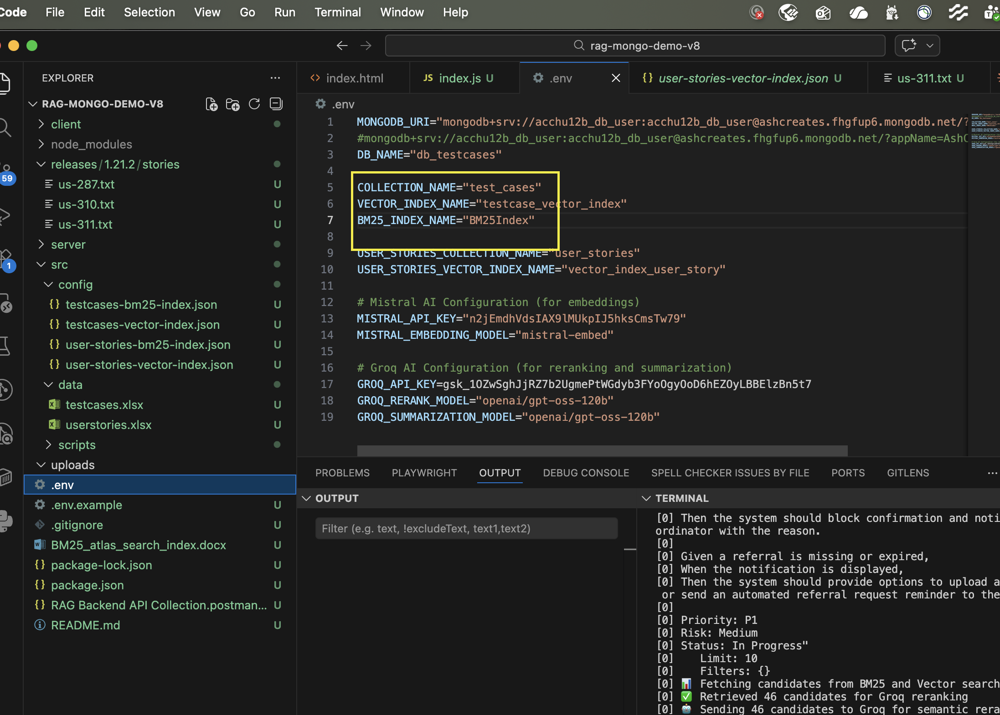 Code File Edit Selection View Go Run Terminal Window Help
rag-mongo-demo-v8
EXPLORER
index.html
JS index.js U
.env
{} user-stories-vector-index.json U
us-311.txt U
RAG-MONGO-DEMO-V8
client
node_modules
releases/1.21.2/stories
us-287.txt U
us-310.txt U
us-311.txt U
server
src
config
{} testcases-bm25-index.json U
{} testcases-vector-index.json U
{} user-stories-bm25-index.json U
{} user-stories-vector-index.json U
data
testcases.xlsx U
userstories.xlsx U
scripts
uploads
.env
.env.example U
.gitignore U
BM25_atlas_search_index.docx U
{} package-lock.json U
{} package.json U
{} RAG Backend API Collection.postman... U
README.md U
59
1
.env
1 MONGODB_URI="mongodb+srv://acchu12b_db_user:acchu12b_db_user@ashcreates.fhgfup6.mongodb.net/?
2 #mongodb+srv://acchu12b_db_user:acchu12b_db_user@ashcreates.fhgfup6.mongodb.net/?appName=AshC
3 DB_NAME="db_testcases"
4
5 COLLECTION_NAME="test_cases"
6 VECTOR_INDEX_NAME="testcase_vector_index"
7 BM25_INDEX_NAME="BM25Index"
8
9 USER_STORIES_COLLECTION_NAME="user_stories"
10 USER_STORIES_VECTOR_INDEX_NAME="vector_index_user_story"
11
12 # Mistral AI Configuration (for embeddings)
13 MISTRAL_API_KEY="n2jEmdhVdsIAX9lMUkpIJ5hksCmsTw79"
14 MISTRAL_EMBEDDING_MODEL="mistral-embed"
15
16 # Groq AI Configuration (for reranking and summarization)
17 GROQ_API_KEY=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
18 GROQ_RERANK_MODEL="openai/gpt-oss-120b"
19 GROQ_SUMMARIZATION_MODEL="openai/gpt-oss-120b"
PROBLEMS PLAYWRIGHT OUTPUT DEBUG CONSOLE SPELL CHECKER ISSUES BY FILE PORTS GITLENS
OUTPUT
Filter (e.g. text, !excludeText, text1,text2)
TERMINAL
[0] Then the system should block confirmation and noti
ordinator with the reason.
[0]
[0] Given a referral is missing or expired,
[0] When the notification is displayed,
[0] Then the system should provide options to upload a
or send an automated referral request reminder to the
[0]
[0] Priority: P1
[0] Risk: Medium
[0] Status: In Progress"
[0] Limit: 10
[0] Filters: {}
[0] 📊 Fetching candidates from BM25 and Vector search
[0] ✅ Retrieved 46 candidates for Groq reranking
[0] 🤖 Sending 46 candidates to Groq for semantic rera